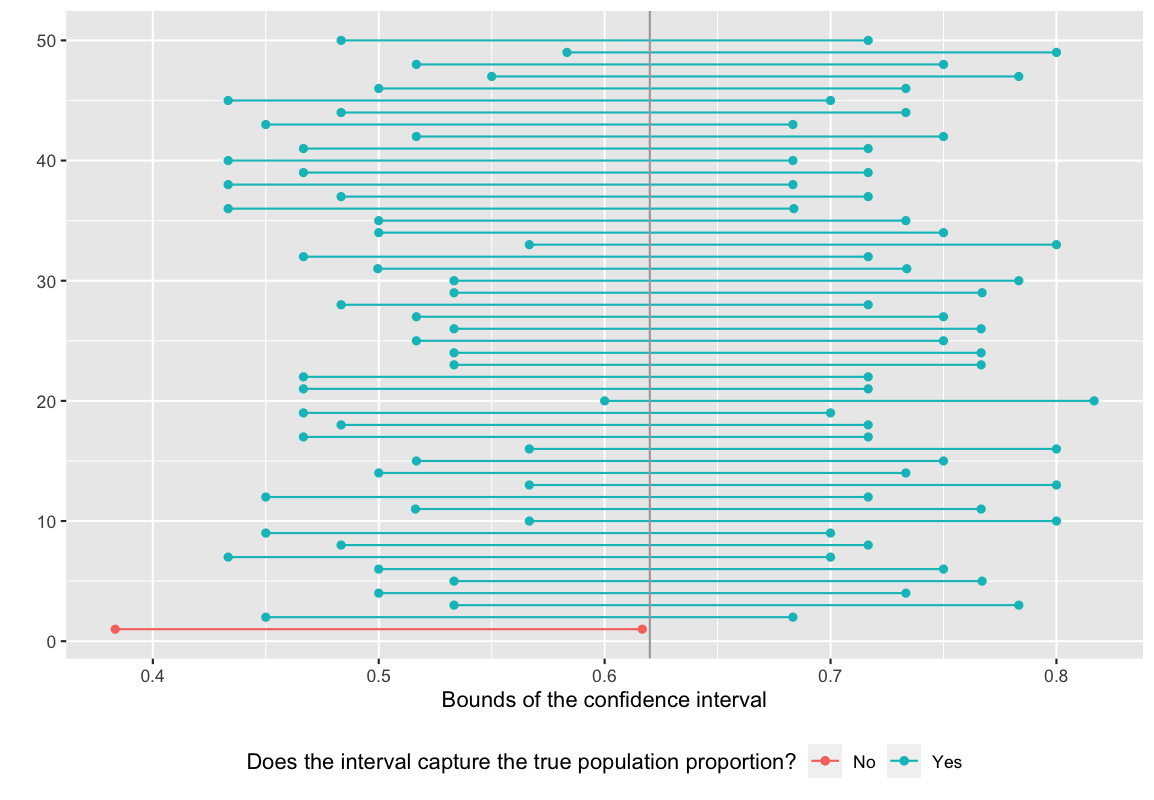 50
40
30
20
10
0
0.4 0.5 0.6 0.7 0.8
Bounds of the confidence interval
Does the interval capture the true population proportion? No Yes